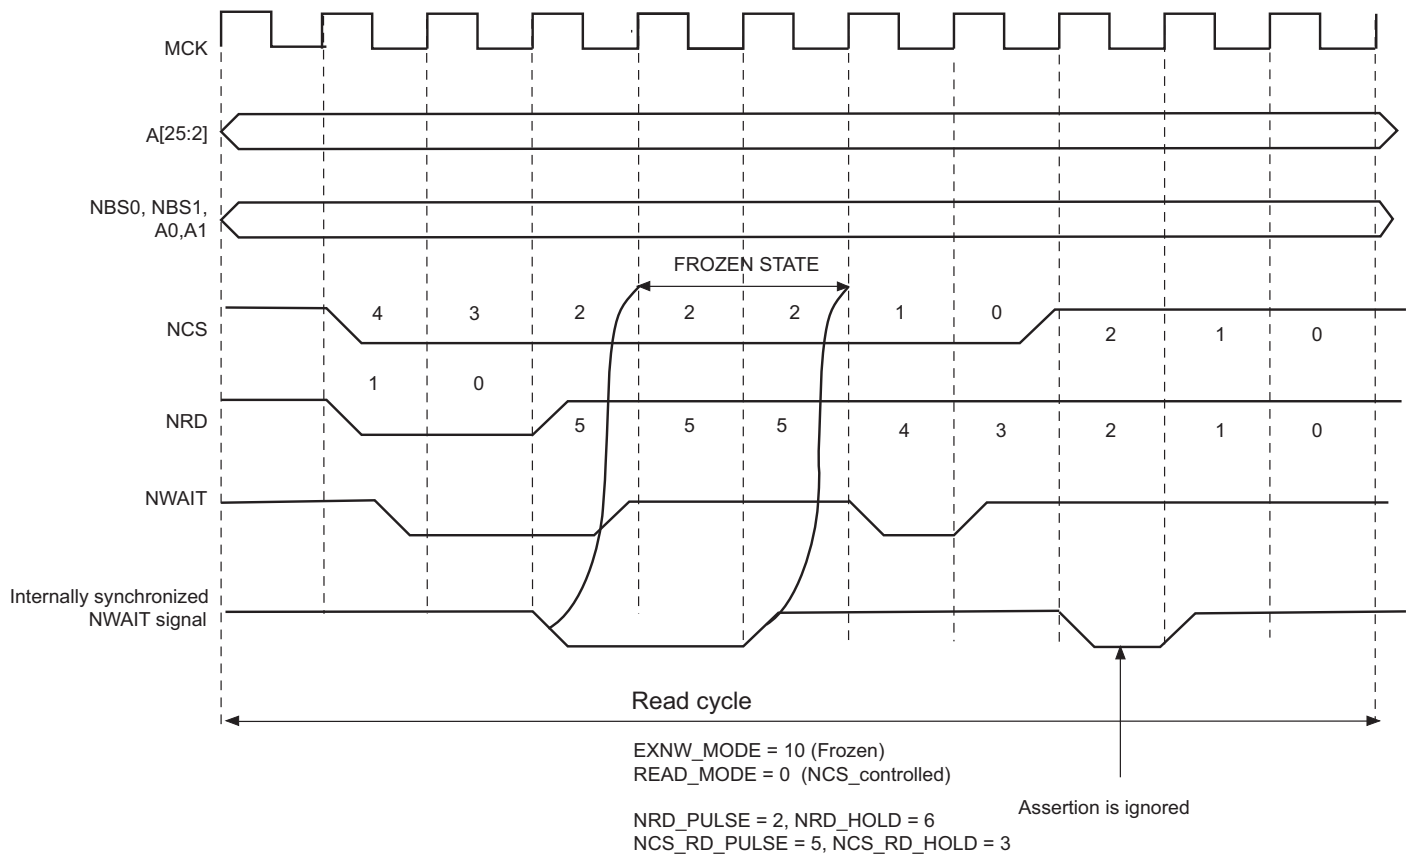 MCK
A[25:2]
NBS0, NBS1,
A0,A1
FROZEN STATE
NCS
4 3 2 2 2 1 0
2 1 0
1 0
NRD
5 5 5 4 3 2 1 0
NWAIT
Internally synchronized
NWAIT signal
Read cycle
EXNW_MODE = 10 (Frozen)
READ_MODE = 0 (NCS_controlled)
Assertion is ignored
NRD_PULSE = 2, NRD_HOLD = 6
NCS_RD_PULSE = 5, NCS_RD_HOLD = 3